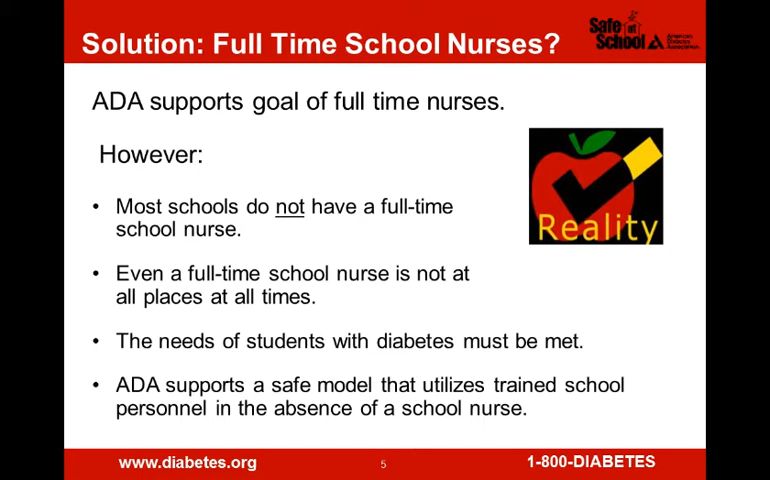 Solution: Full Time School Nurses?
Safe at
School
American
Diabetes
Association.
ADA supports goal of full time nurses.
However:
• Most schools do not have a full-time
school nurse.
Reality
• Even a full-time school nurse is not at
all places at all times.
• The needs of students with diabetes must be met.
• ADA supports a safe model that utilizes trained school
personnel in the absence of a school nurse.
www.diabetes.org
5
1-800-DIABETES